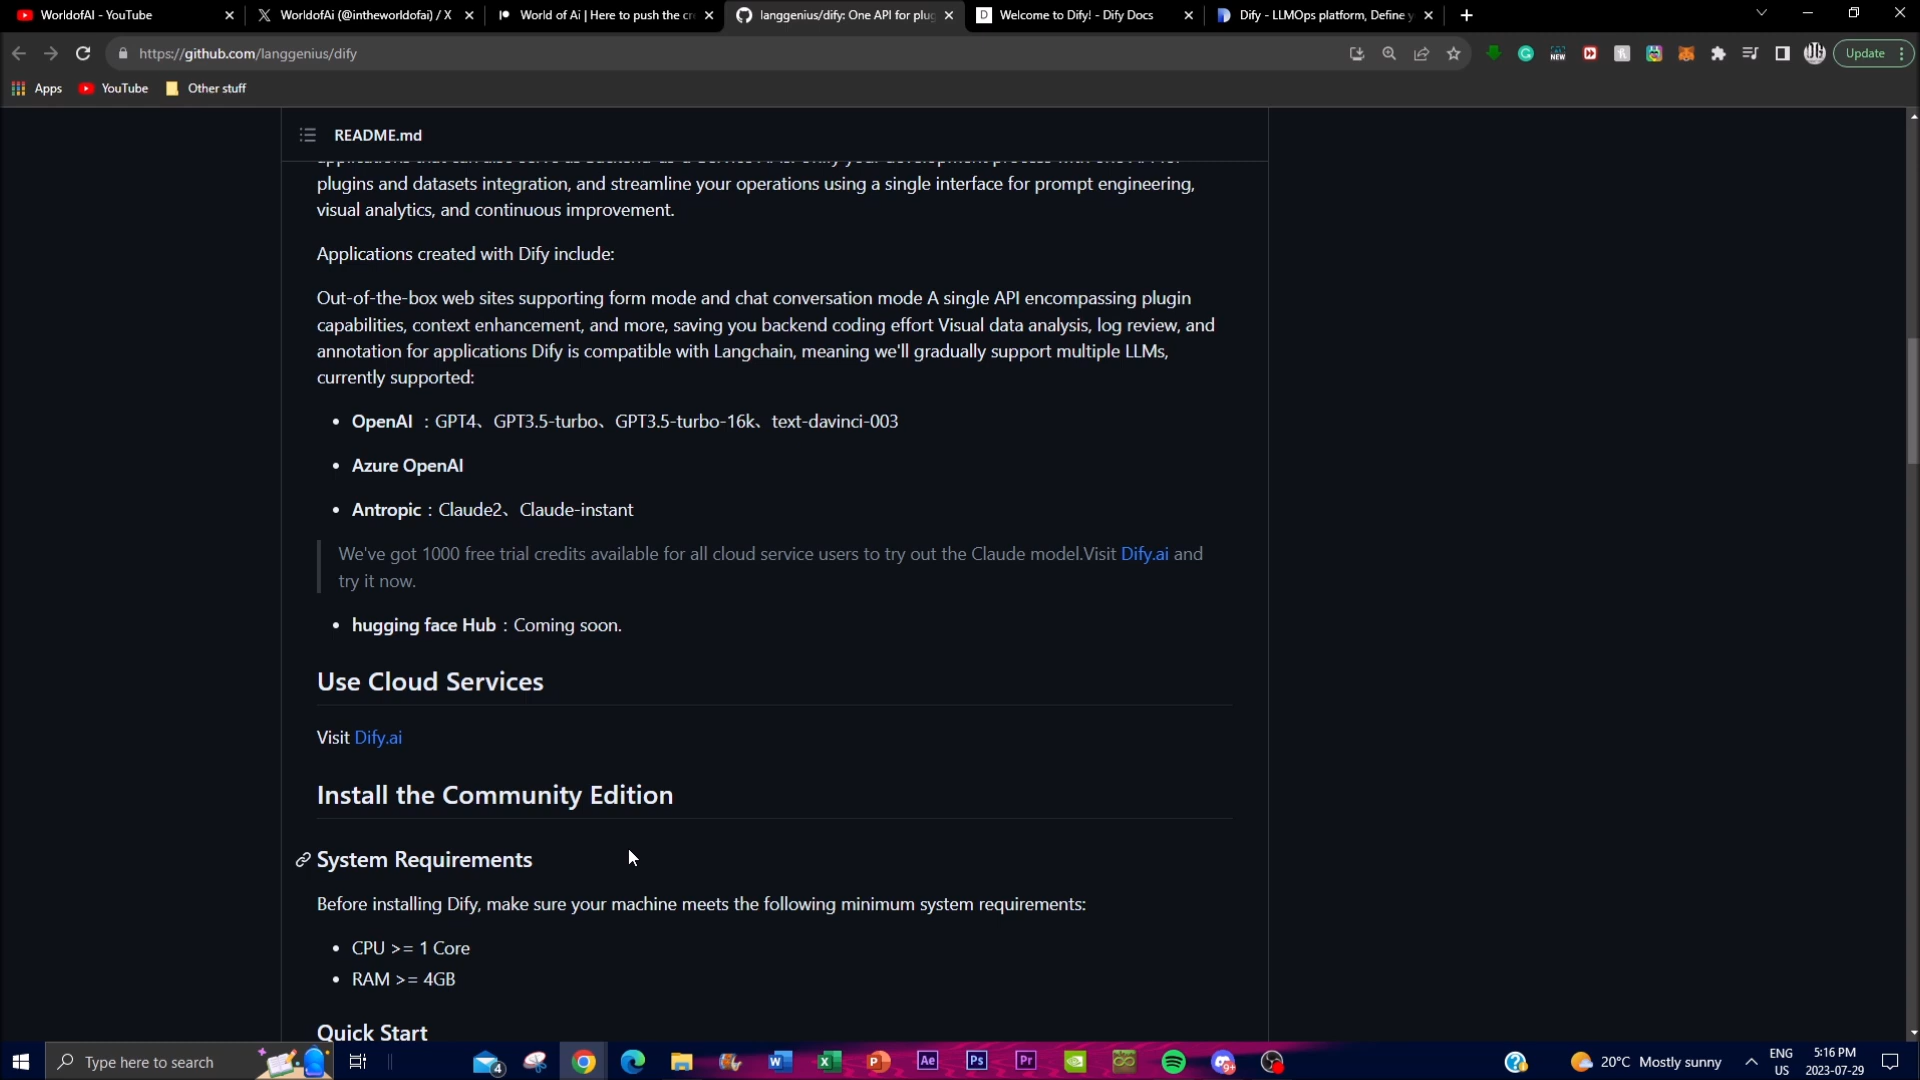 WorldofAI - YouTube
WorldofAi (@intheworldofai) / X
World of Ai | Here to push the cr
langgenius/dify: One API for plug
Welcome to Dify! - Dify Docs
Dify - LLMOps platform, Define y
https://github.com/langgenius/dify
NEW
Update
Apps
YouTube
Other stuff
README.md
plugins and datasets integration, and streamline your operations using a single interface for prompt engineering,
visual analytics, and continuous improvement.
Applications created with Dify include:
Out-of-the-box web sites supporting form mode and chat conversation mode A single API encompassing plugin
capabilities, context enhancement, and more, saving you backend coding effort Visual data analysis, log review, and
annotation for applications Dify is compatible with Langchain, meaning we'll gradually support multiple LLMs,
currently supported:
• OpenAI ：GPT4、GPT3.5-turbo、GPT3.5-turbo-16k、text-davinci-003
• Azure OpenAI
• Antropic：Claude2、Claude-instant
We've got 1000 free trial credits available for all cloud service users to try out the Claude model.Visit Dify.ai and
try it now.
• hugging face Hub：Coming soon.
Use Cloud Services
Visit Dify.ai
Install the Community Edition
System Requirements
Before installing Dify, make sure your machine meets the following minimum system requirements:
• CPU >= 1 Core
• RAM >= 4GB
Quick Start
Type here to search
4
Ae
Ps
Pr
9+
20°C Mostly sunny
ENG
US
5:16 PM
2023-07-29